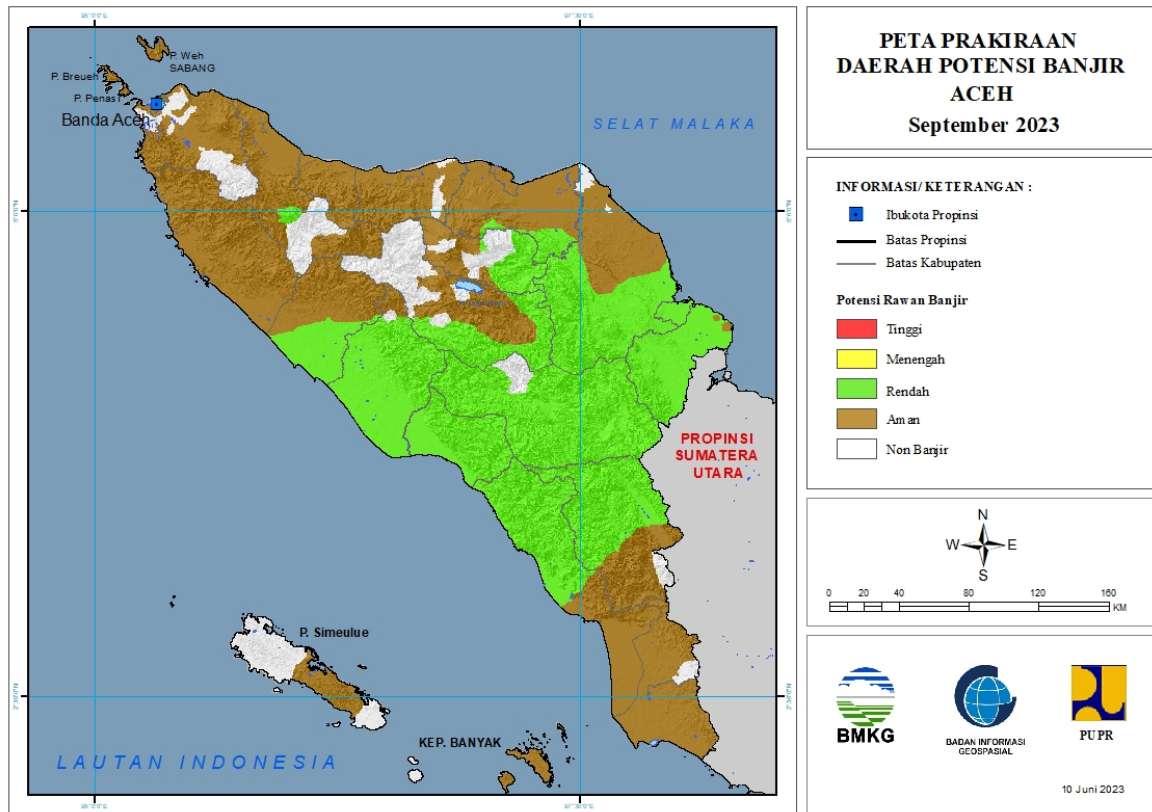 PETA PRAKIRAAN
DAERAH POTENSI BANJIR
ACEH
September 2023
INFORMASI/ KETERANGAN :
Ibukota Propinsi
Batas Propinsi
Batas Kabupaten
Potensi Rawan Banjir
Tinggi
Menengah
Rendah
Aman
Non Banjir
N
W E
S
0 20 40 80 120 160
KM
BMKG
BADAN INFORMASI
GEOSPASIAL
PUPR
10 Juni 2023
P. Weh
SABANG
P. Breueh
P. Penasi
Banda Aceh
SELAT MALAKA
PROPINSI
SUMATERA
UTARA
P. Simeulue
KEP. BANYAK
LAUTAN INDONESIA